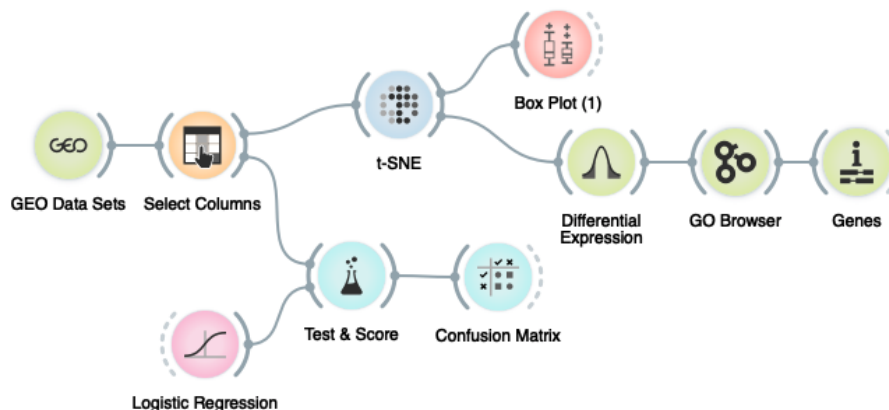 Box Plot (1)
t-SNE
GEO
GEO Data Sets
Select Columns
Differential
Expression
GO Browser
Genes
Test & Score
Confusion Matrix
Logistic Regression